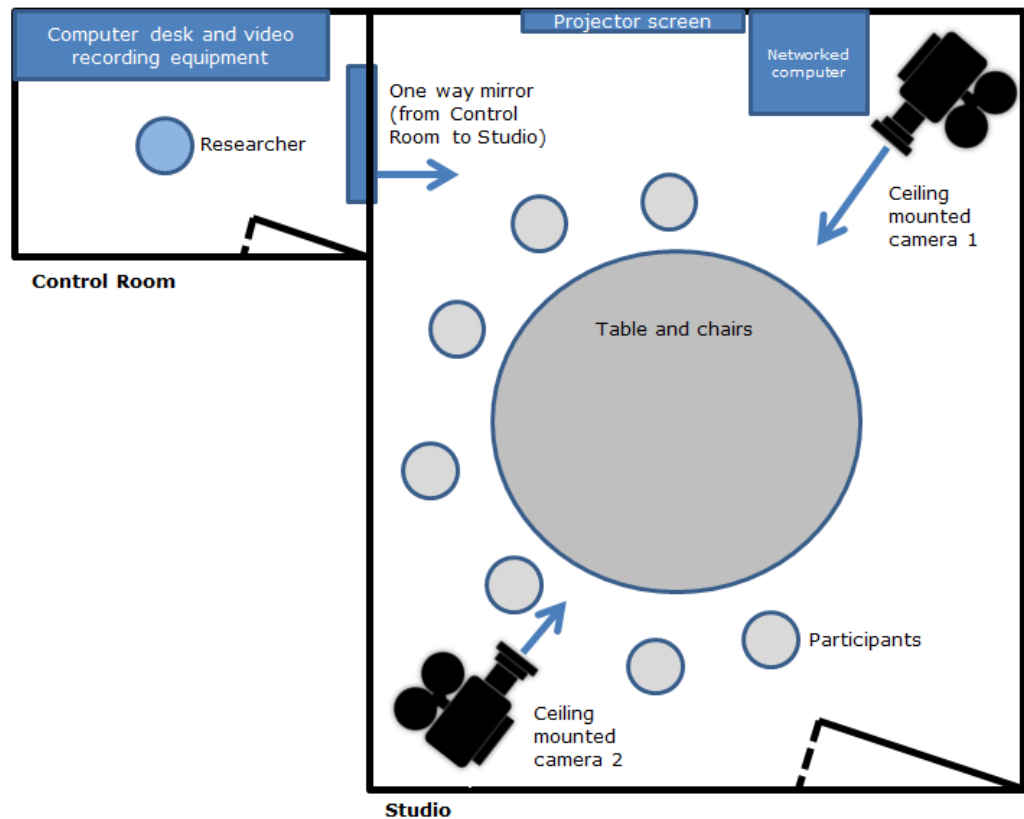 Computer desk and video
recording equipment
Projector screen
Networked
computer
One way mirror
(from Control
Room to Studio)
Researcher
Ceiling
mounted
camera 1
Control Room
Table and chairs
Participants
Ceiling
mounted
camera 2
Studio